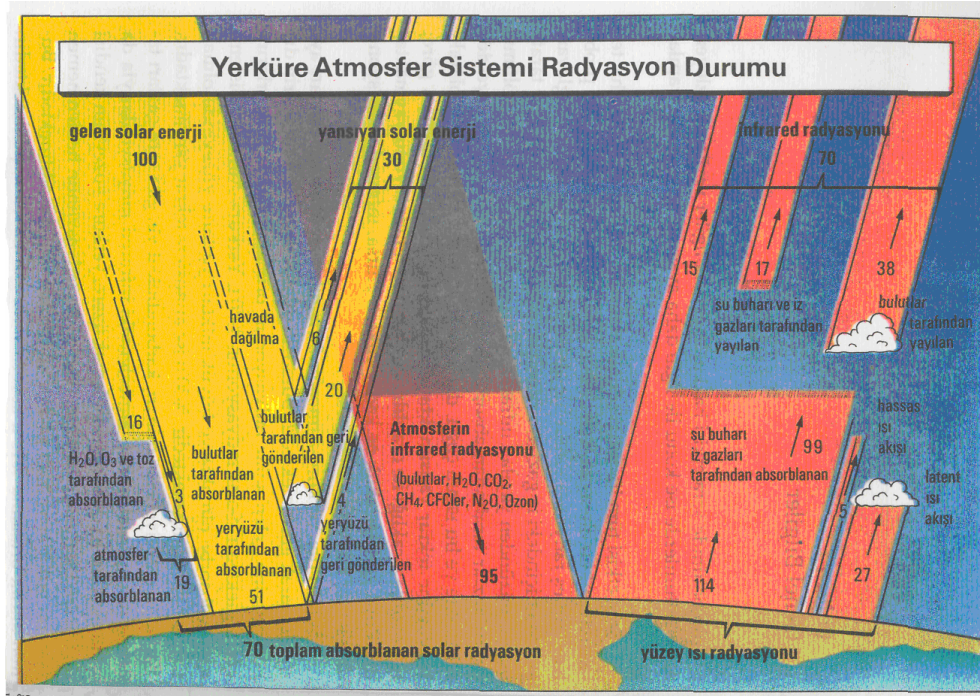 Yerküre Atmosfer Sistemi Radyasyon Durumu
gelen solar enerji
100
yansıyan solar enerji
30
infrared radyasyonu
70
15
17
38
su buharı ve iz
gazları tarafından
yayılan
bulutlar
tarafından
yayılan
havada
dağılma
6
20
16
H₂O, O₃ ve toz
tarafından
absorblanan
3
bulutlar
tarafından
absorblanan
bulutlar
tarafından geri
gönderilen
4
Atmosferin
infrared radyasyonu
(bulutlar, H₂O, CO₂,
CH₄, CFCler, N₂O, Ozon)
95
su buharı
iz gazları
tarafından absorblanan
99
hassas
ısı
akışı
5
latent
ısı
akışı
27
114
atmosfer
tarafından
absorblanan
19
yeryüzü
tarafından
absorblanan
51
yeryüzü
tarafından
geri gönderilen
70 toplam absorblanan solar radyasyon
yüzey ısı radyasyonu